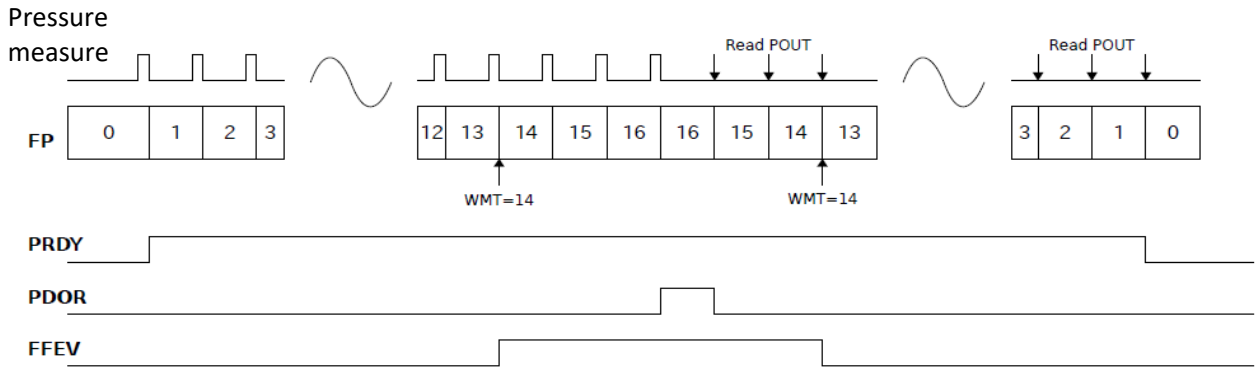 Pressure
measure
Read POUT Read POUT
FP 0 1 2 3 12 13 14 15 16 16 15 14 13 3 2 1 0
WMT=14 WMT=14
PRDY
PDOR
FFEV